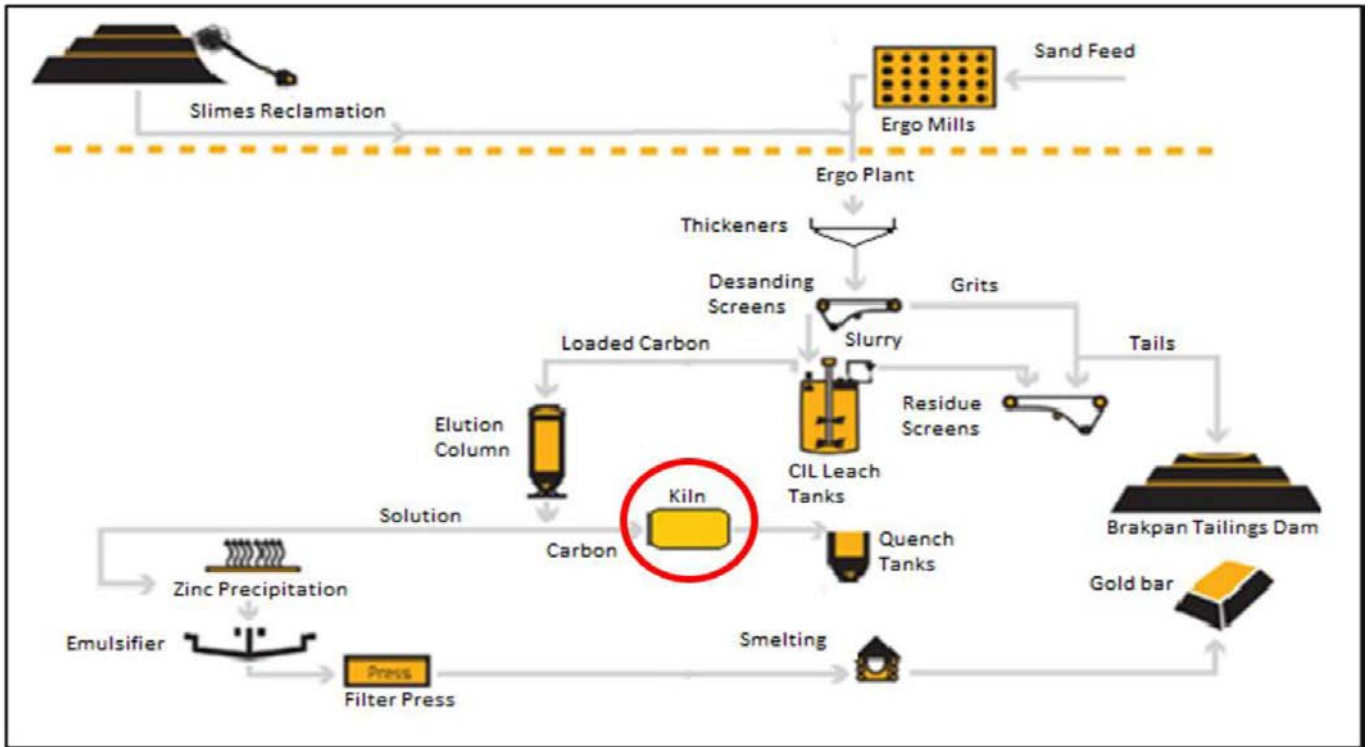 Sand Feed
Slimes Reclamation
Ergo Mills
Ergo Plant
Thickeners
Desanding
Screens
Grits
Slurry
Loaded Carbon
Tails
Elution
Column
Residue
Screens
CIL Leach
Tanks
Kiln
Solution
Carbon
Quench
Tanks
Brakpan Tailings Dam
Zinc Precipitation
Gold bar
Emulsifier
Smelting
Press
Filter Press